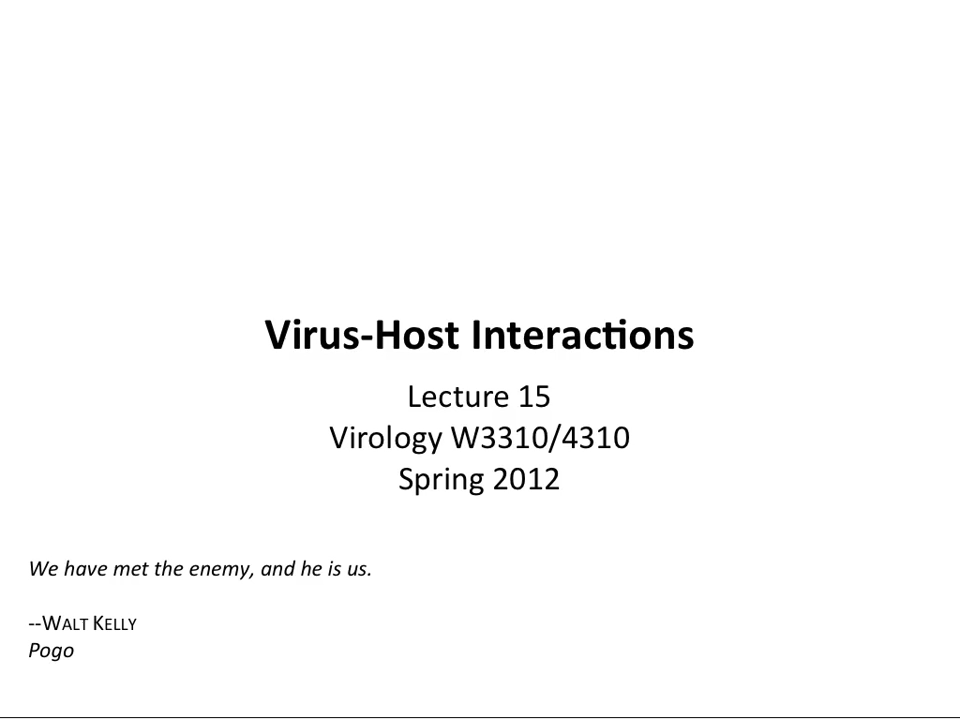 Virus-Host Interactions
Lecture 15
Virology W3310/4310
Spring 2012
We have met the enemy, and he is us.
--WALT KELLY
Pogo